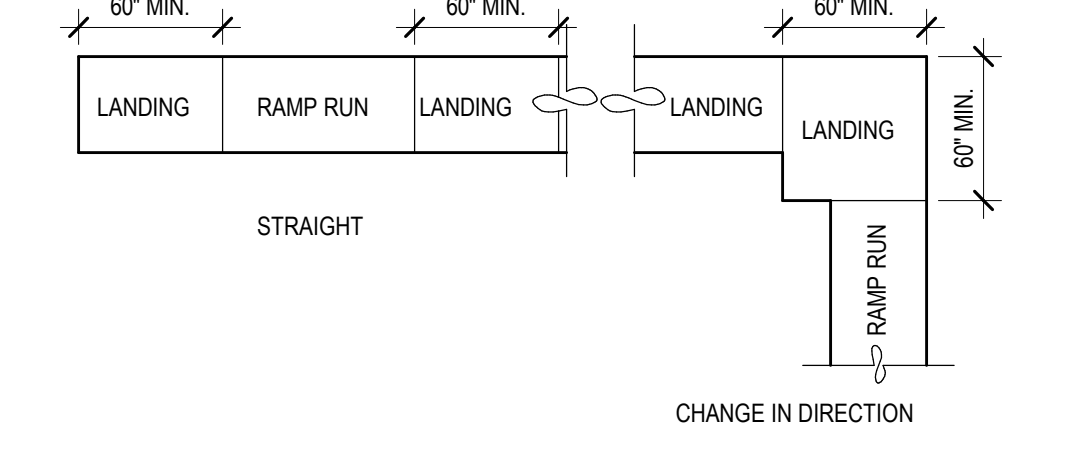 60" MIN.
60" MIN.
60" MIN.
LANDING
RAMP RUN
LANDING
LANDING
LANDING
60" MIN.
STRAIGHT
RAMP RUN
CHANGE IN DIRECTION